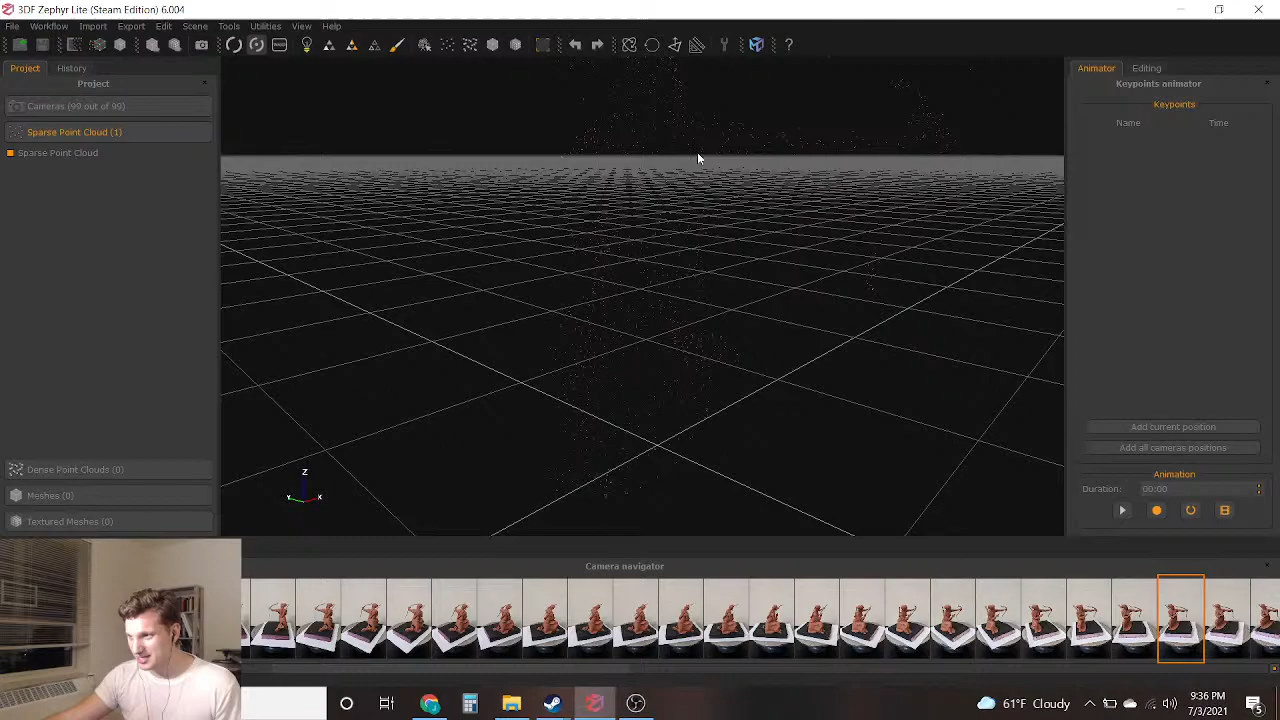 3DF Zephyr Lite (Steam Edition) 6.004
File Workflow Import Export Edit Scene Tools Utilities View Help
Project History
Project
Cameras (99 out of 99)
Sparse Point Cloud (1)
Sparse Point Cloud
Dense Point Clouds (0)
Meshes (0)
Textured Meshes (0)
Z
Y X
Animator Editing
Keypoints animator
Keypoints
Name Time
Add current position
Add all cameras positions
Animation
Duration: 00:00
Camera navigator
61°F Cloudy
9:36 PM
7/3/2021
5